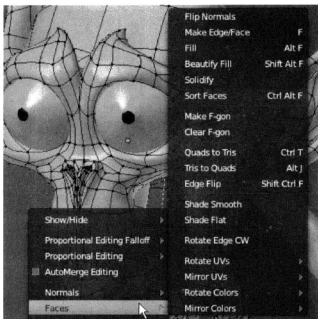 Flip Normals
Make Edge/Face F
Fill Alt F
Beautify Fill Shift Alt F
Solidify
Sort Faces Ctrl Alt F
Make F-gon
Clear F-gon
Quads to Tris Ctrl T
Tris to Quads Alt J
Edge Flip Shift Ctrl F
Shade Smooth
Shade Flat
Rotate Edge CW
Rotate UVs
Mirror UVs
Rotate Colors
Mirror Colors
Show/Hide
Proportional Editing Falloff
Proportional Editing
AutoMerge Editing
Normals
Faces